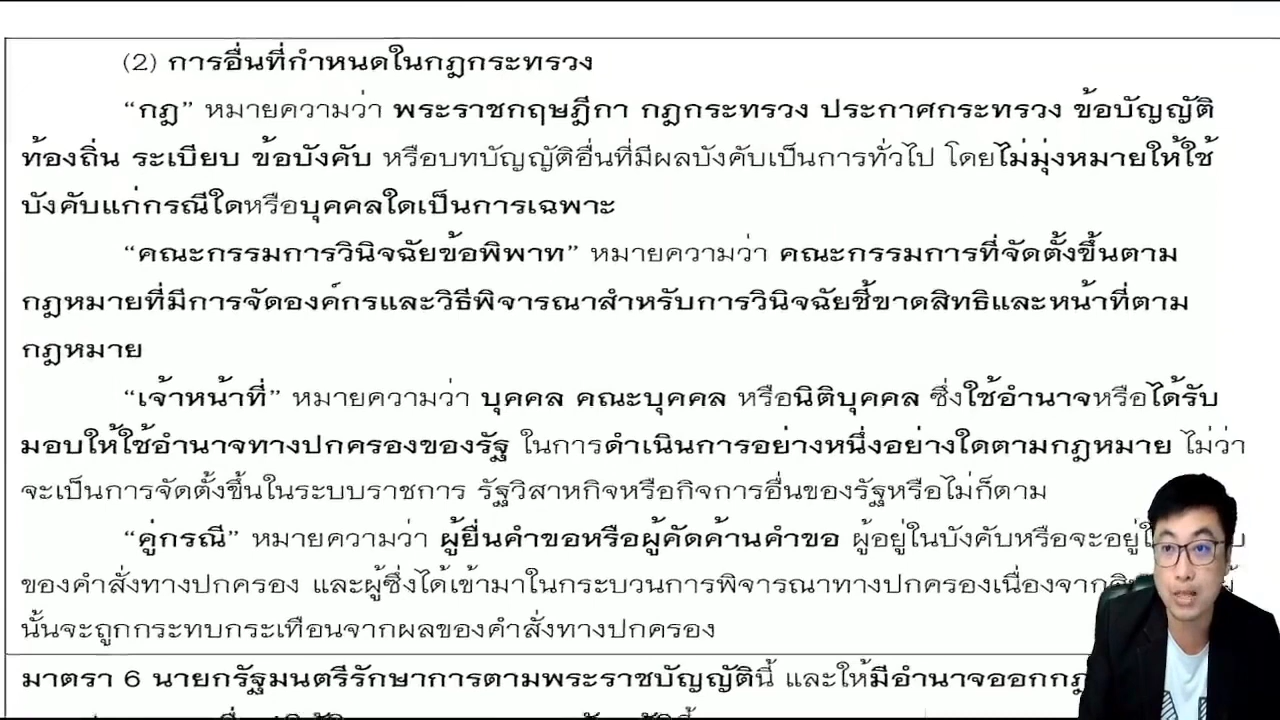 (2) การอื่นที่กำหนดในกฎกระทรวง
“กฎ” หมายความว่า พระราชกฤษฎีกา กฎกระทรวง ประกาศกระทรวง ข้อบัญญัติ
ท้องถิ่น ระเบียบ ข้อบังคับ หรือบทบัญญัติอื่นที่มีผลบังคับเป็นการทั่วไป โดยไม่มุ่งหมายให้ใช้
บังคับแก่กรณีใดหรือบุคคลใดเป็นการเฉพาะ
“คณะกรรมการวินิจฉัยข้อพิพาท” หมายความว่า คณะกรรมการที่จัดตั้งขึ้นตาม
กฎหมายที่มีการจัดองค์กรและวิธีพิจารณาสำหรับการวินิจฉัยชี้ขาดสิทธิและหน้าที่ตาม
กฎหมาย
“เจ้าหน้าที่” หมายความว่า บุคคล คณะบุคคล หรือนิติบุคคล ซึ่งใช้อำนาจหรือได้รับ
มอบให้ใช้อำนาจทางปกครองของรัฐ ในการดำเนินการอย่างหนึ่งอย่างใดตามกฎหมาย ไม่ว่า
จะเป็นการจัดตั้งขึ้นในระบบราชการ รัฐวิสาหกิจหรือกิจการอื่นของรัฐหรือไม่ก็ตาม
“คู่กรณี” หมายความว่า ผู้ยื่นคำขอหรือผู้คัดค้านคำขอ ผู้อยู่ในบังคับหรือจะอยู่
ของคำสั่งทางปกครอง และผู้ซึ่งได้เข้ามาในกระบวนการพิจารณาทางปกครองเนื่องจาก
นั้นจะถูกกระทบกระเทือนจากผลของคำสั่งทางปกครอง
มาตรา 6 นายกรัฐมนตรีรักษาการตามพระราชบัญญัตินี้ และให้มีอำนาจออกกฎ